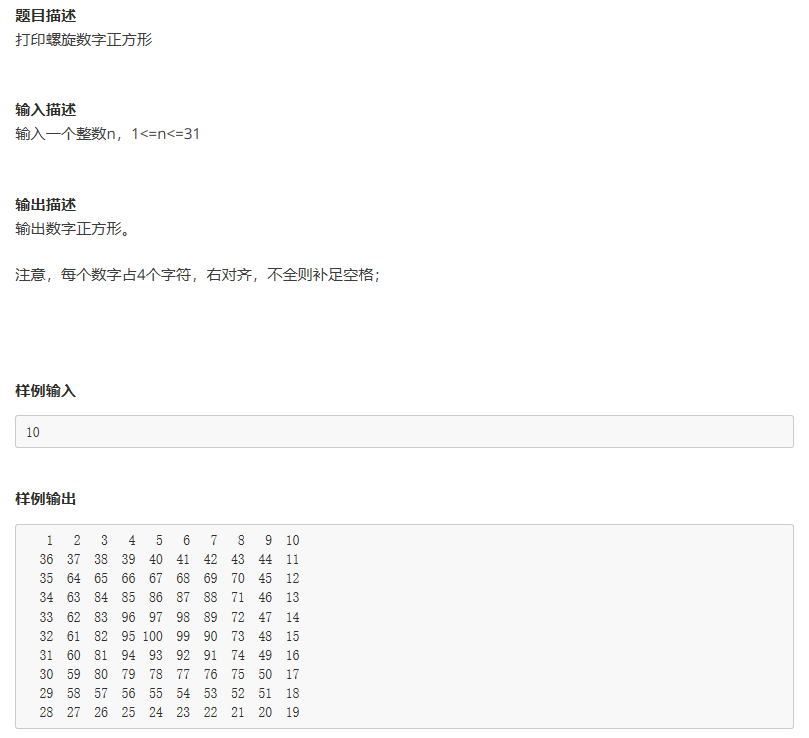 题目描述
打印螺旋数字正方形
输入描述
输入一个整数n，1<=n<=31
输出描述
输出数字正方形。
注意，每个数字占4个字符，右对齐，不全则补足空格；
样例输入
10
样例输出
   1   2   3   4   5   6   7   8   9  10
  36  37  38  39  40  41  42  43  44  11
  35  64  65  66  67  68  69  70  45  12
  34  63  84  85  86  87  88  71  46  13
  33  62  83  96  97  98  89  72  47  14
  32  61  82  95 100  99  90  73  48  15
  31  60  81  94  93  92  91  74  49  16
  30  59  80  79  78  77  76  75  50  17
  29  58  57  56  55  54  53  52  51  18
  28  27  26  25  24  23  22  21  20  19